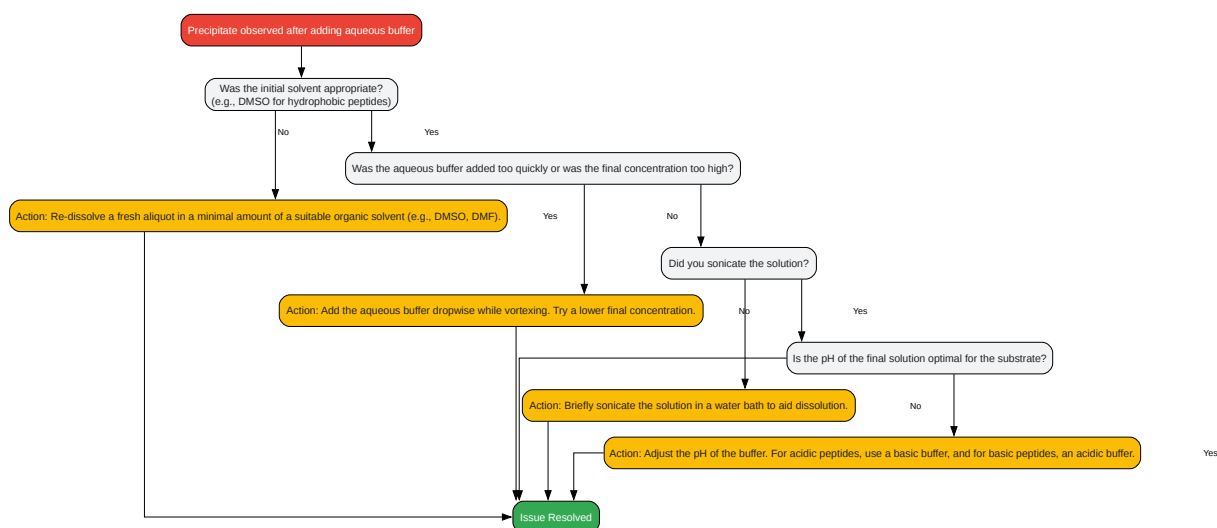 Precipitate observed after adding aqueous buffer
Was the initial solvent appropriate?
(e.g., DMSO for hydrophobic peptides)
No
Yes
Was the aqueous buffer added too quickly or was the final concentration too high?
Action: Re-dissolve a fresh aliquot in a minimal amount of a suitable organic solvent (e.g., DMSO, DMF).
Yes
No
Did you sonicate the solution?
Action: Add the aqueous buffer dropwise while vortexing. Try a lower final concentration.
No
Yes
Is the pH of the final solution optimal for the substrate?
Action: Briefly sonicate the solution in a water bath to aid dissolution.
No
Action: Adjust the pH of the buffer. For acidic peptides, use a basic buffer, and for basic peptides, an acidic buffer.
Yes
Issue Resolved